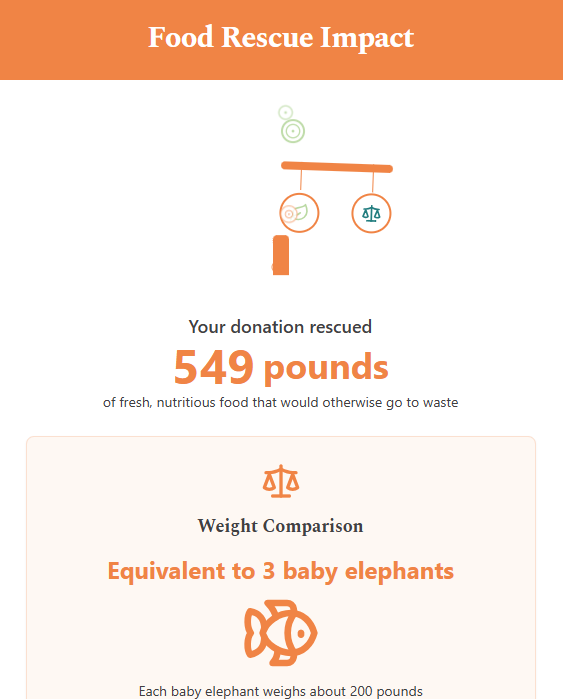 Food Rescue Impact
Your donation rescued
549 pounds
of fresh, nutritious food that would otherwise go to waste
Weight Comparison
Equivalent to 3 baby elephants
Each baby elephant weighs about 200 pounds